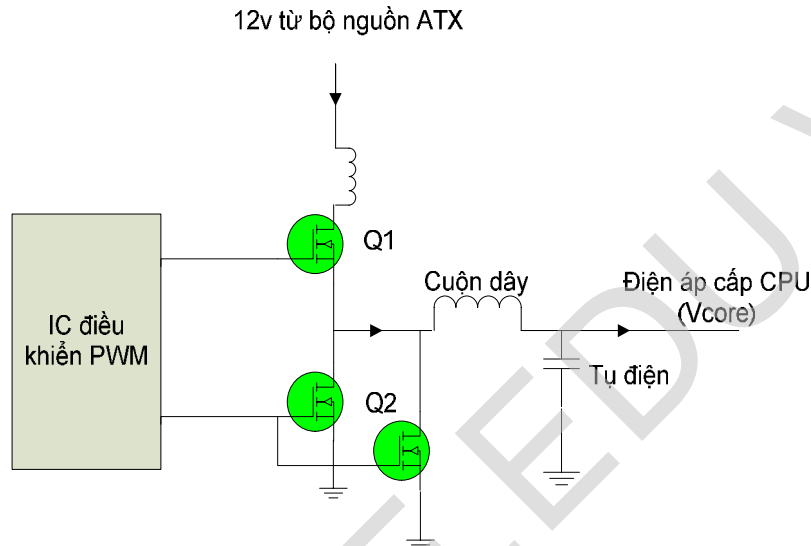 12v từ bộ nguồn ATX
Q1
Cuộn dây
Điện áp cấp CPU
(Vcore)
IC điều
khiển PWM
Q2
Tụ điện